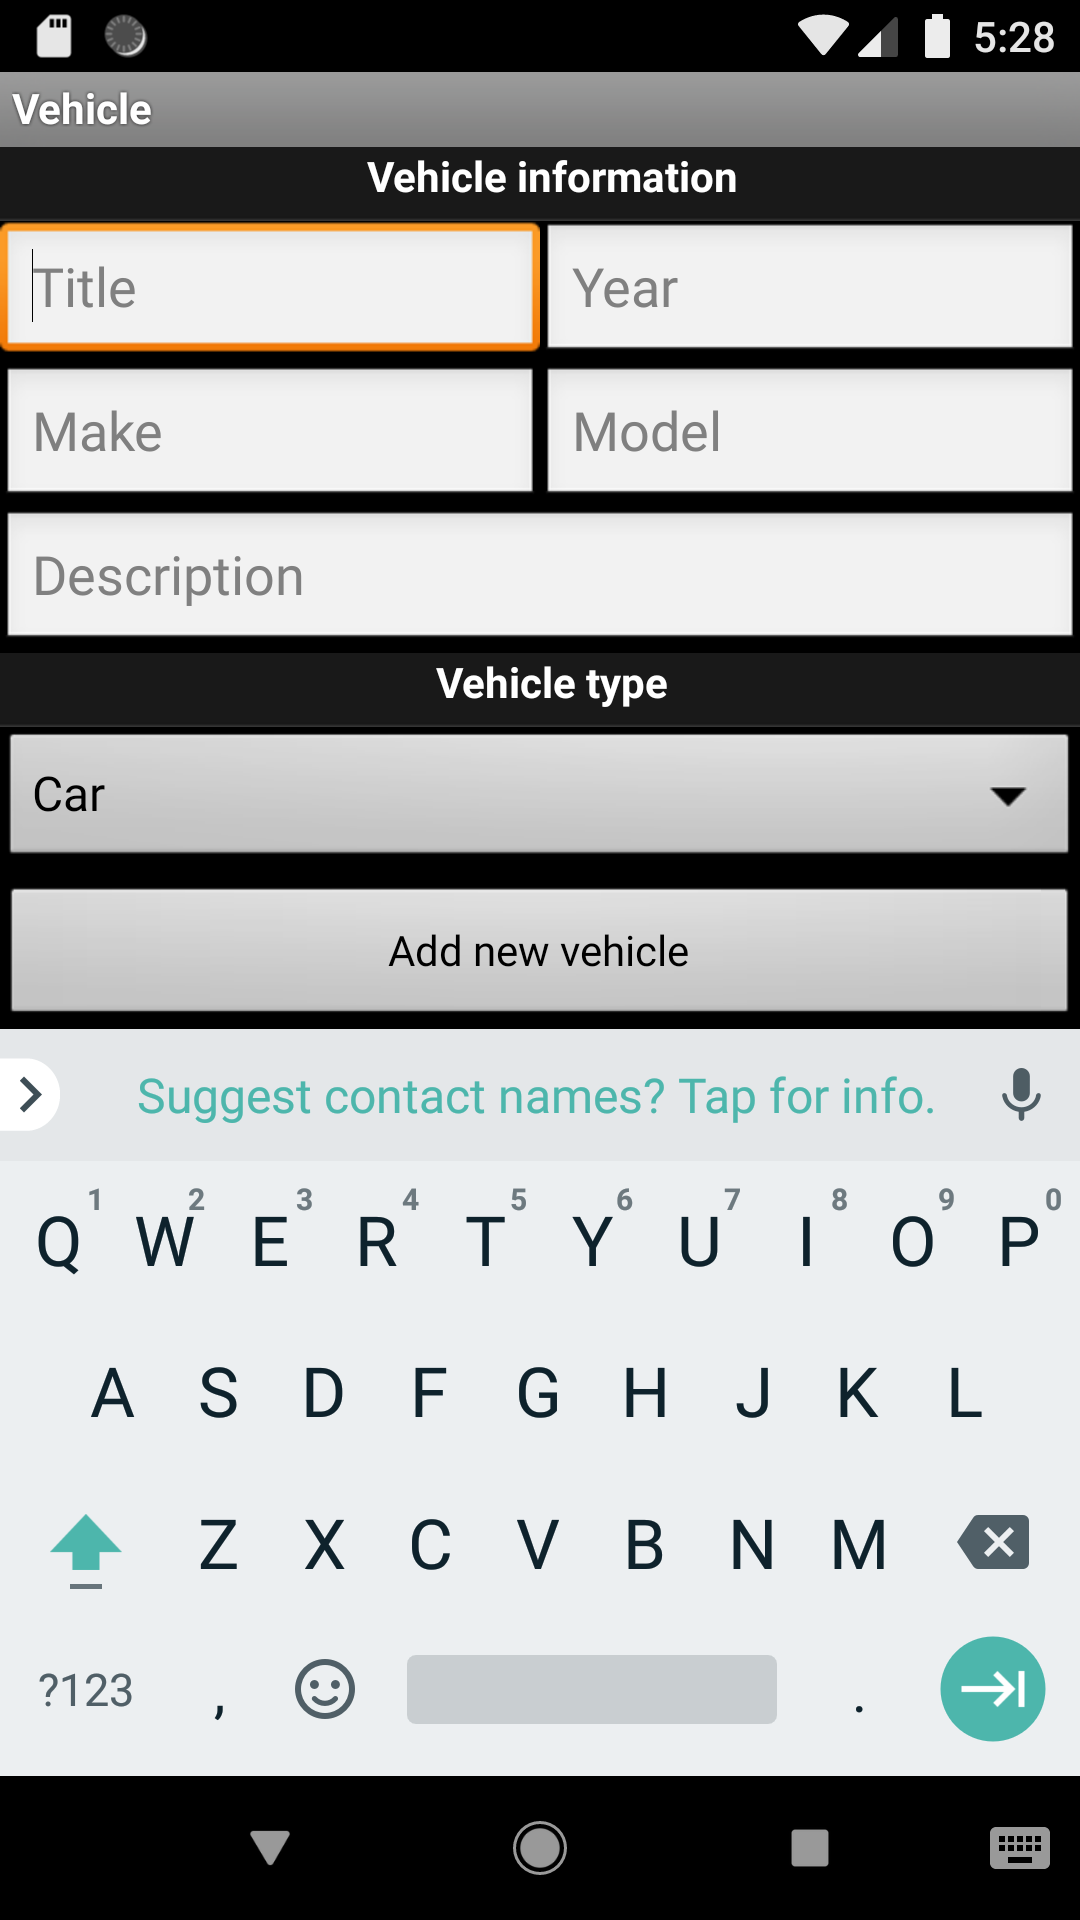 5:28
Vehicle
Vehicle information
Title Year
Make Model
Description
Vehicle type
Car
Add new vehicle
Suggest contact names? Tap for info.
1 2 3 4 5 6 7 8 9 0
Q W E R T Y U I O P
A S D F G H J K L
Z X C V B N M
?123 , .